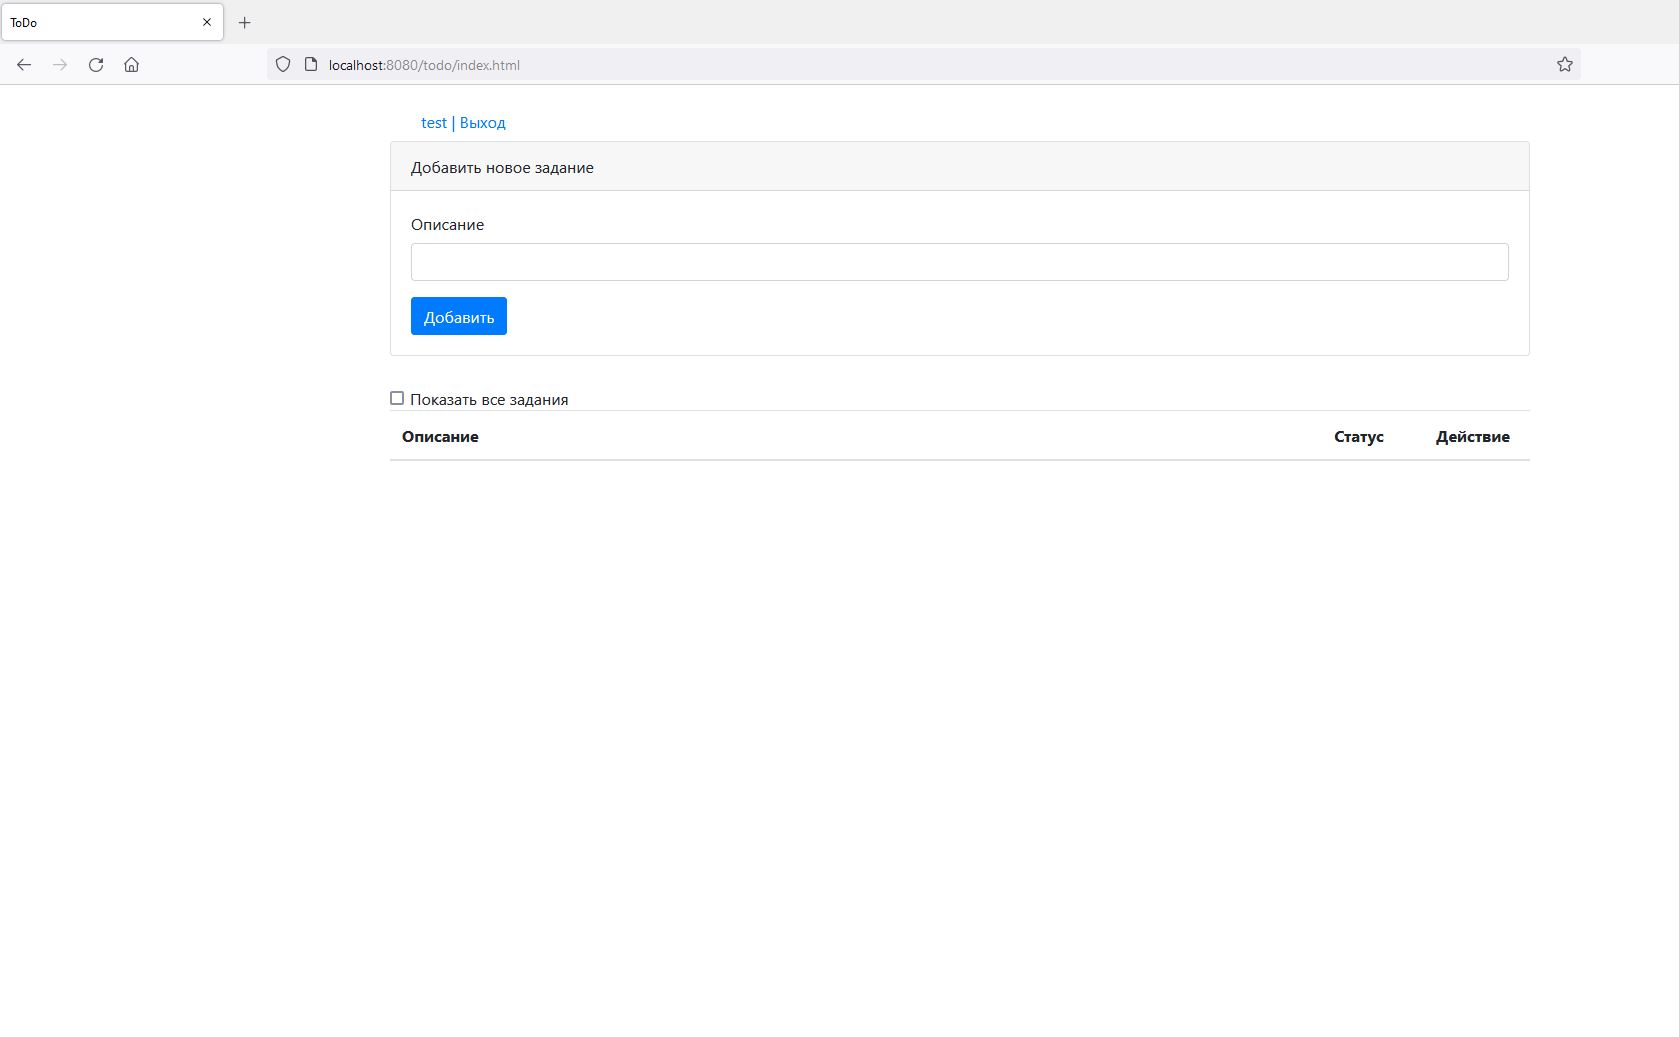 ToDo
localhost:8080/todo/index.html
test | Выход
Добавить новое задание
Описание
Добавить
Показать все задания
Описание Статус Действие